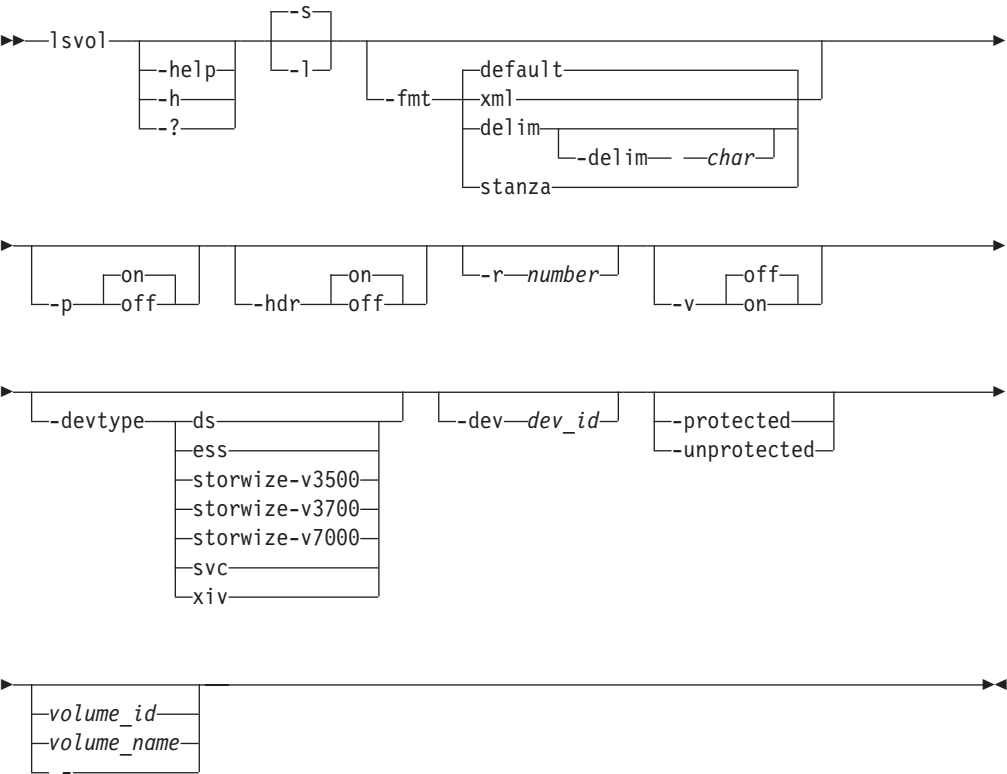 -s
lsvol
-help -l default
-h -fmt xml
-? delim
-delim char
stanza
on on -r number off
-p off -hdr off -v on
-devtype ds -dev dev_id -protected
ess -unprotected
storwize-v3500
storwize-v3700
storwize-v7000
svc
xiv
volume_id
volume_name
-